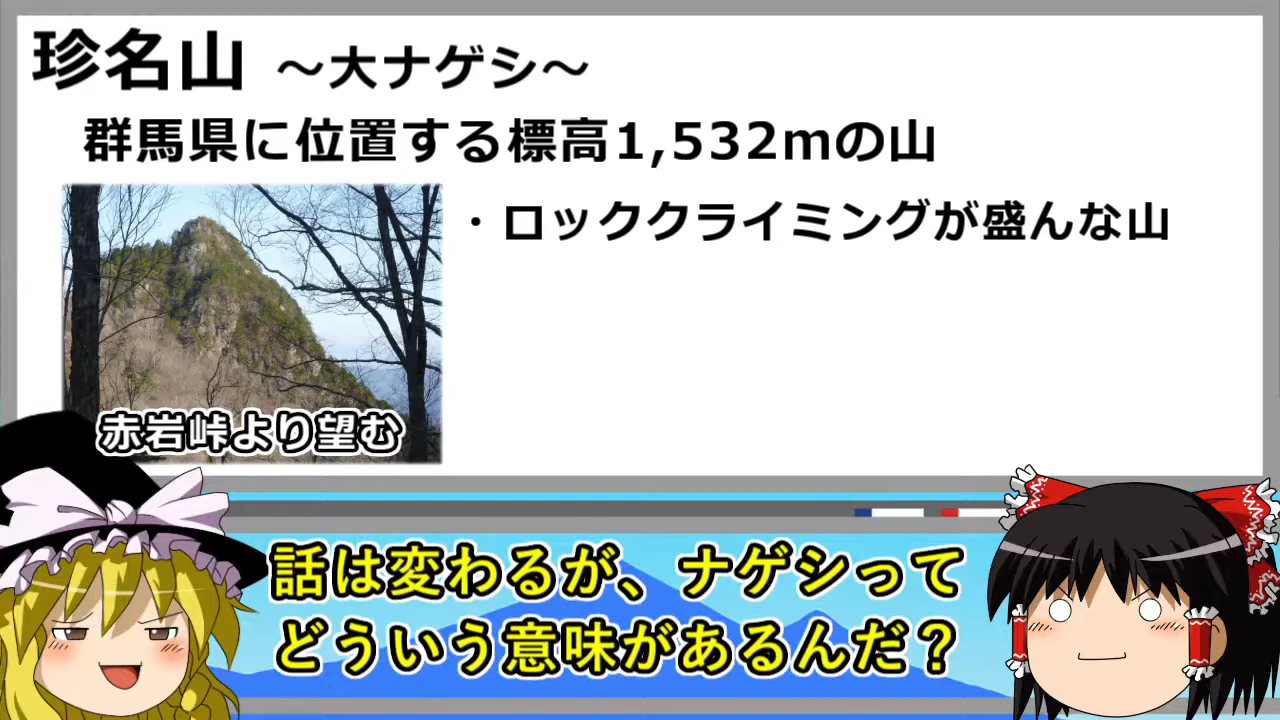 珍名山 ～大ナゲシ～
群馬県に位置する標高1,532mの山
・ロッククライミングが盛んな山
赤岩峠より望む
話は変わるが、ナゲシって
どういう意味があるんだ？